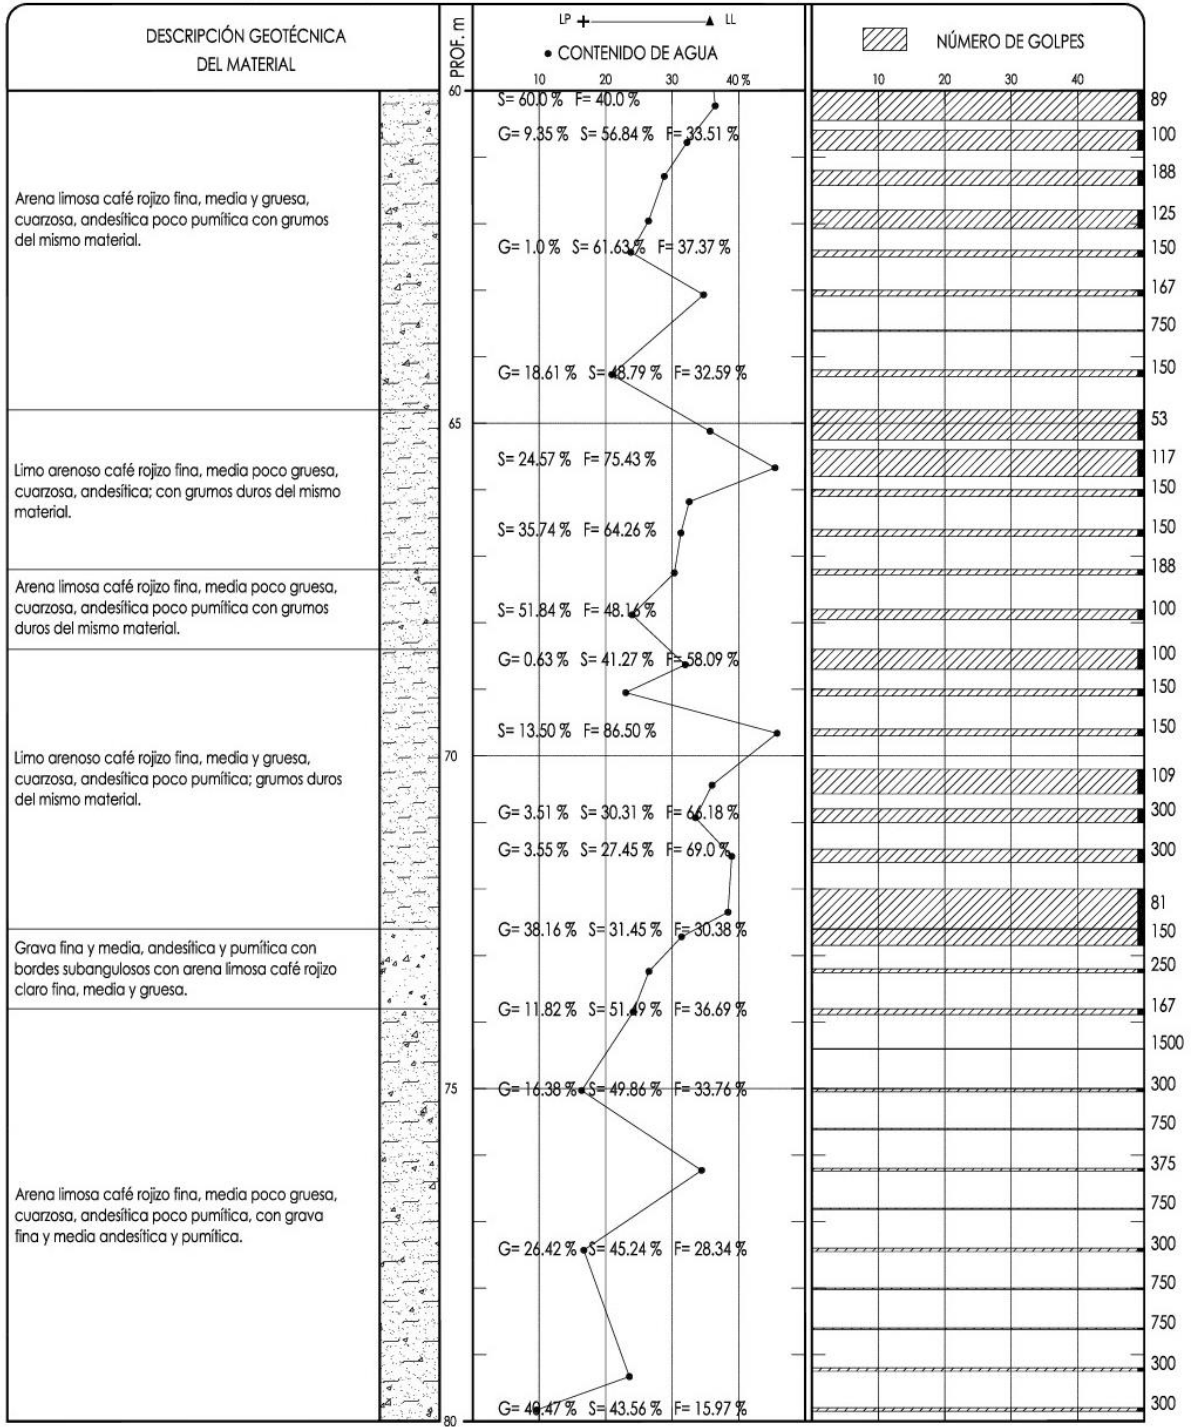 DESCRIPCIÓN GEOTÉCNICA
DEL MATERIAL
PROF. m
LP LL
CONTENIDO DE AGUA
10 20 30 40 %
NÚMERO DE GOLPES
10 20 30 40
60
S= 60.0 % F= 40.0 %
89
G= 9.35 % S= 56.84 % F= 33.51 %
100
188
Arena limosa café rojizo fina, media y gruesa,
cuarzosa, andesítica poco pumítica con grumos
del mismo material.
125
G= 1.0 % S= 61.63 % F= 37.37 %
150
167
750
G= 18.61 % S= 48.79 % F= 32.59 %
150
65
53
S= 24.57 % F= 75.43 %
117
Limo arenoso café rojizo fina, media poco gruesa,
cuarzosa, andesítica; con grumos duros del mismo
material.
150
S= 35.74 % F= 64.26 %
150
188
Arena limosa café rojizo fina, media poco gruesa,
cuarzosa, andesítica poco pumítica con grumos
duros del mismo material.
S= 51.84 % F= 48.16 %
100
G= 0.63 % S= 41.27 % F= 58.09 %
100
150
S= 13.50 % F= 86.50 %
150
70
Limo arenoso café rojizo fina, media y gruesa,
cuarzosa, andesítica poco pumítica; grumos duros
del mismo material.
109
G= 3.51 % S= 30.31 % F= 66.18 %
300
G= 3.55 % S= 27.45 % F= 69.0 %
300
81
G= 38.16 % S= 31.45 % F= 30.38 %
150
Grava fina y media, andesítica y pumítica con
bordes subangulosos con arena limosa café rojizo
claro fina, media y gruesa.
250
G= 11.82 % S= 51.49 % F= 36.69 %
167
1500
75
G= 16.38 % S= 49.86 % F= 33.76 %
300
750
375
Arena limosa café rojizo fina, media poco gruesa,
cuarzosa, andesítica poco pumítica, con grava
fina y media andesítica y pumítica.
750
G= 26.42 % S= 45.24 % F= 28.34 %
300
750
750
300
G= 40.47 % S= 43.56 % F= 15.97 %
300
80